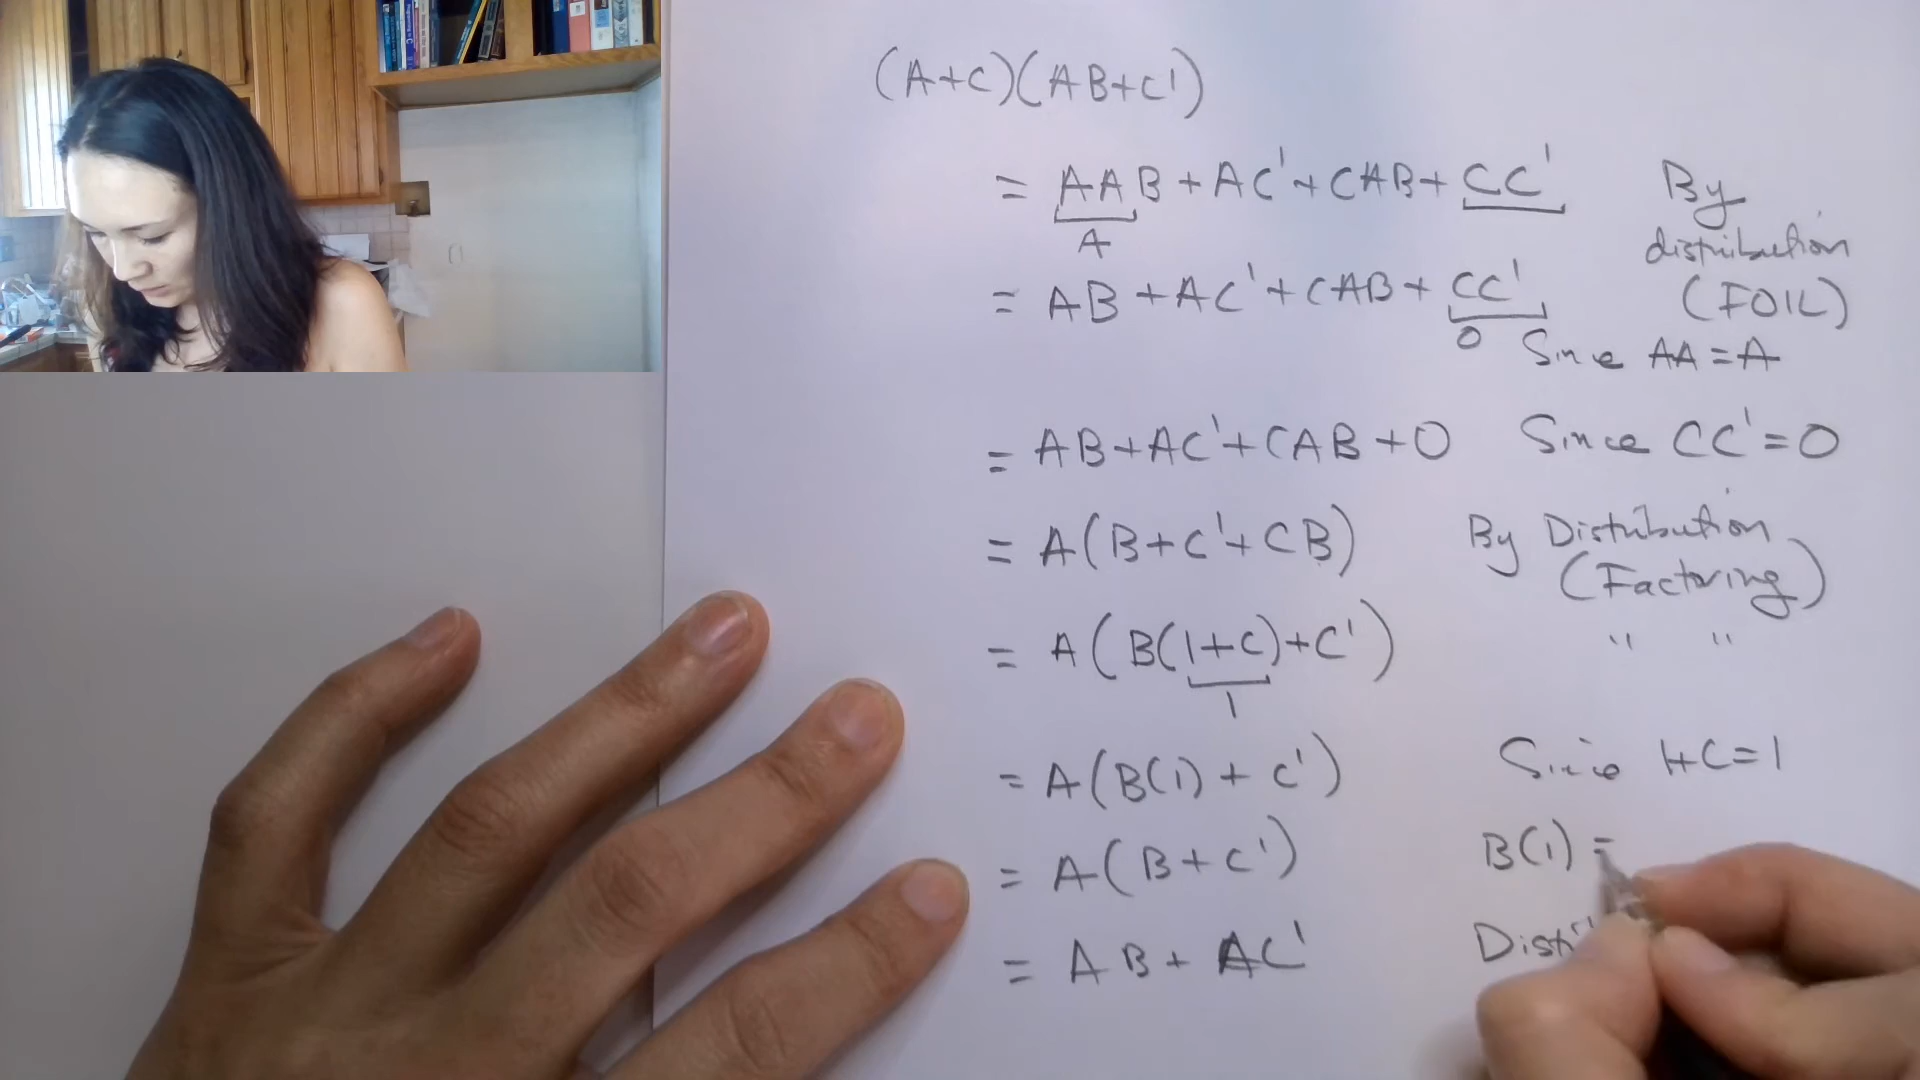 (A+C)(AB+C')
= AAB + AC' + CAB + CC' By
A distribution
= AB + AC' + CAB + CC' (FOIL)
0 Since AA = A
= AB + AC' + CAB + 0 Since CC' = 0
= A(B+C'+CB) By Distribution
(Factoring)
= A(B(1+C)+C') " "
1
= A(B(1) + C') Since 1+C=1
= A(B+C') B(1) =
= AB + AC'